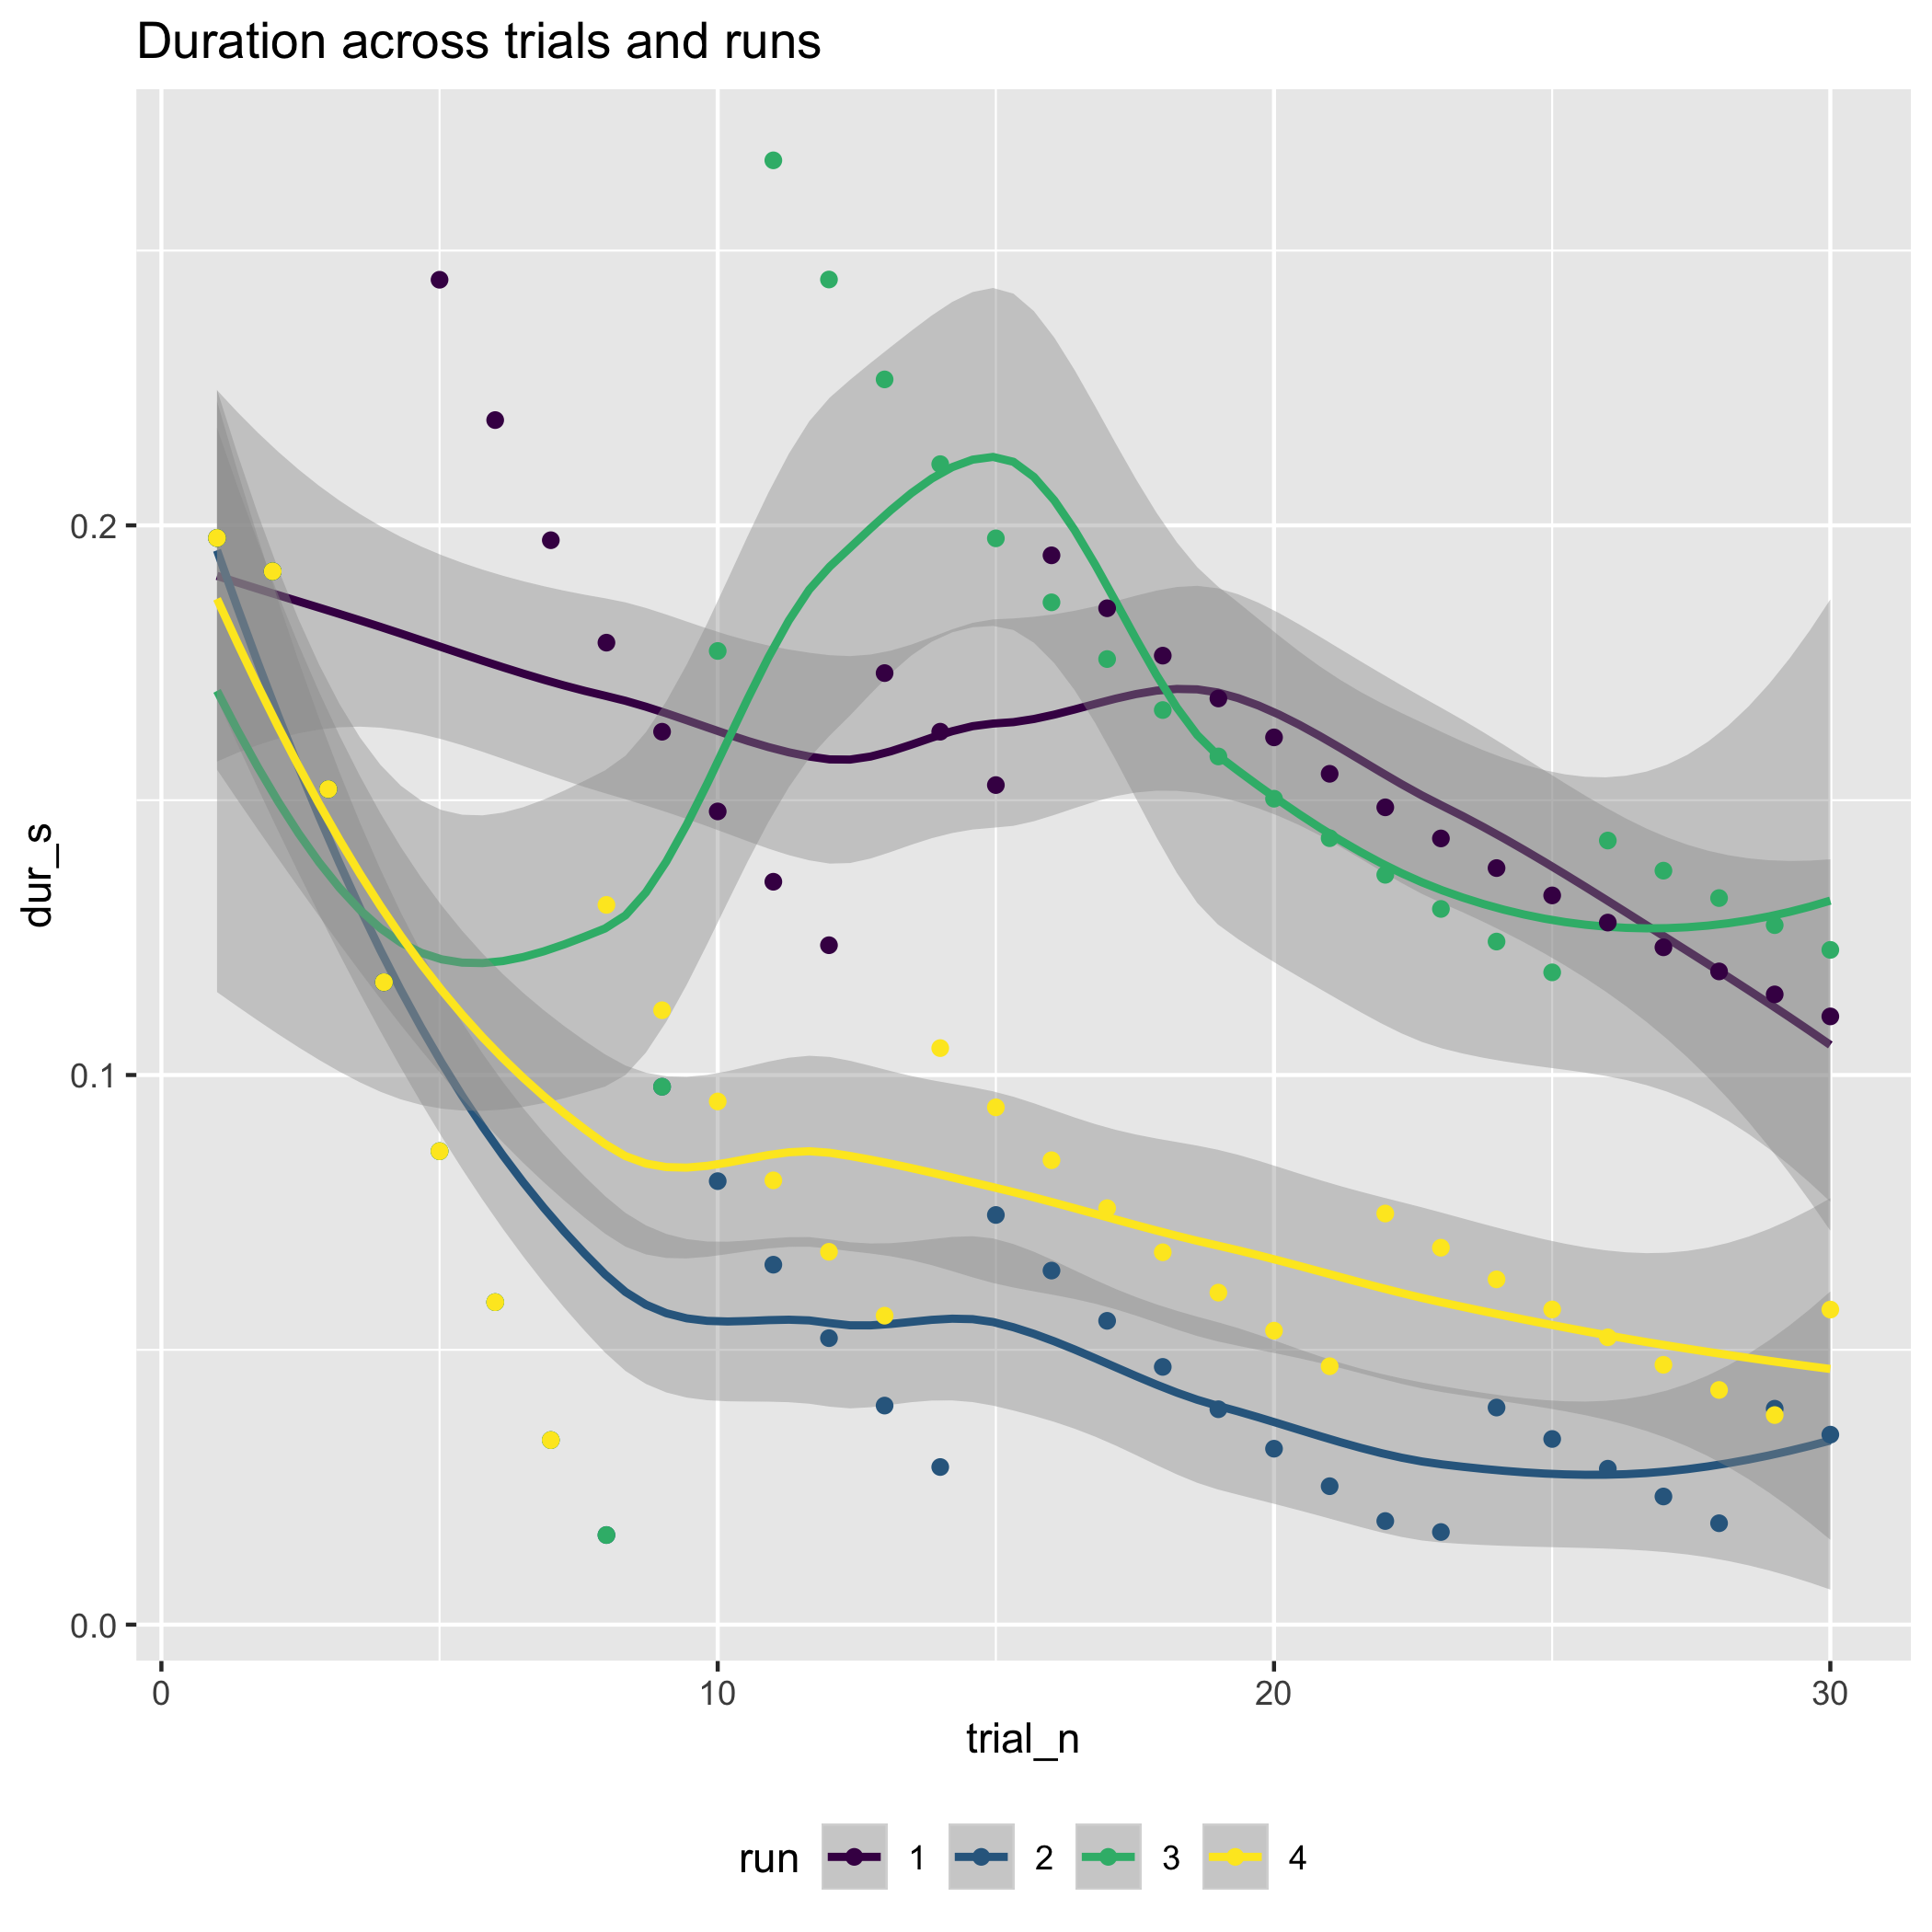 Duration across trials and runs
dur_s
0.2
0.1
0.0
0 10 20 30
trial_n
run 1 2 3 4